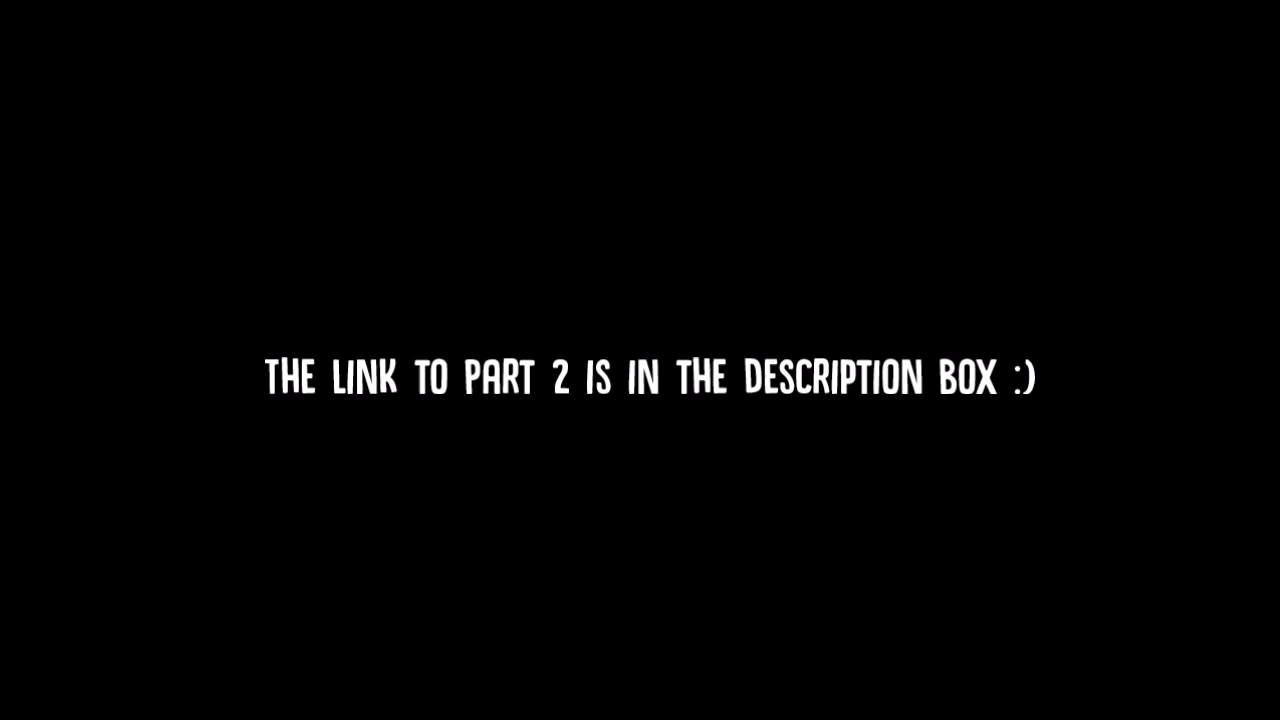 THE LINK TO PART 2 IS IN THE DESCRIPTION BOX :)